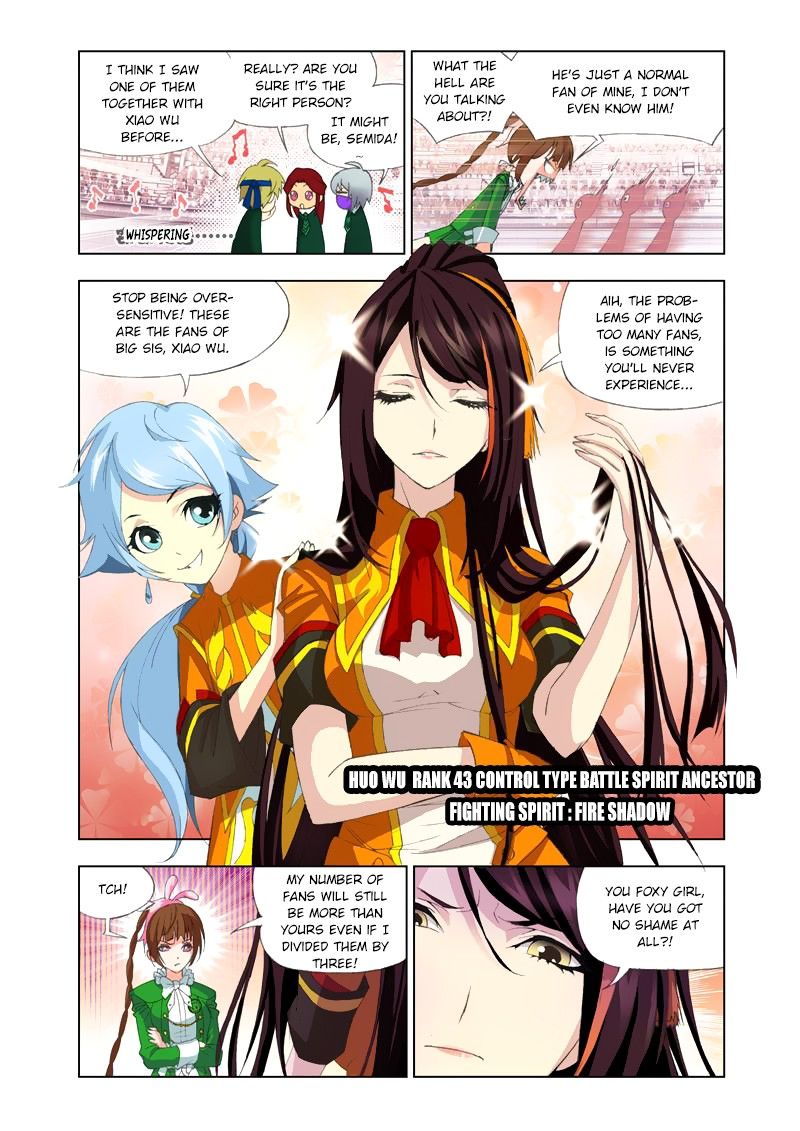 I THINK I SAW
ONE OF THEM
TOGETHER WITH
XIAO WU
BEFORE...
REALLY? ARE YOU
SURE IT'S THE
RIGHT PERSON?
IT MIGHT
BE, SEMIDA!
~
WHISPERING
WHAT THE
HELL ARE
YOU TALKING
ABOUT?!
HE'S JUST A NORMAL
FAN OF MINE, I DON'T
EVEN KNOW HIM!
STOP BEING OVER-
SENSITIVE! THESE
ARE THE FANS OF
BIG SIS, XIAO WU.
AIH, THE PROB-
LEMS OF HAVING
TOO MANY FANS,
IS SOMETHING
YOU'LL NEVER
EXPERIENCE...
HUO WU RANK 43 CONTROL TYPE BATTLE SPIRIT ANCESTOR
FIGHTING SPIRIT : FIRE SHADOW
TCH!
MY NUMBER OF
FANS WILL STILL
BE MORE THAN
YOURS EVEN IF I
DIVIDED THEM BY
THREE!
YOU FOXY GIRL,
HAVE YOU GOT
NO SHAME AT
ALL?!